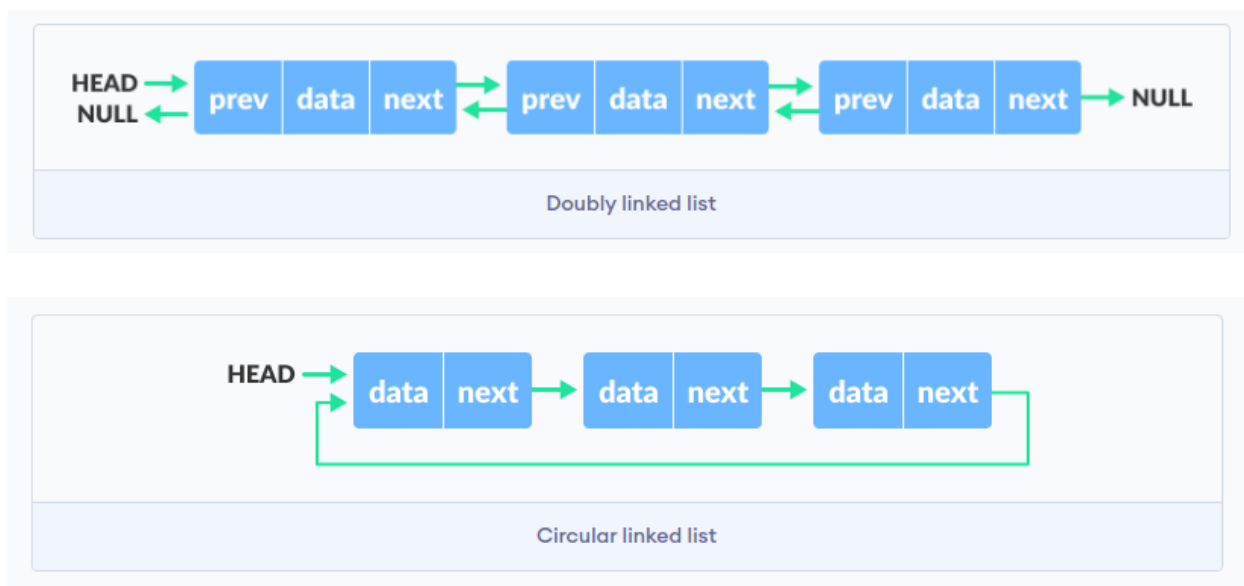 HEAD
NULL
prev data next prev data next prev data next NULL
Doubly linked list
HEAD
data next data next data next
Circular linked list